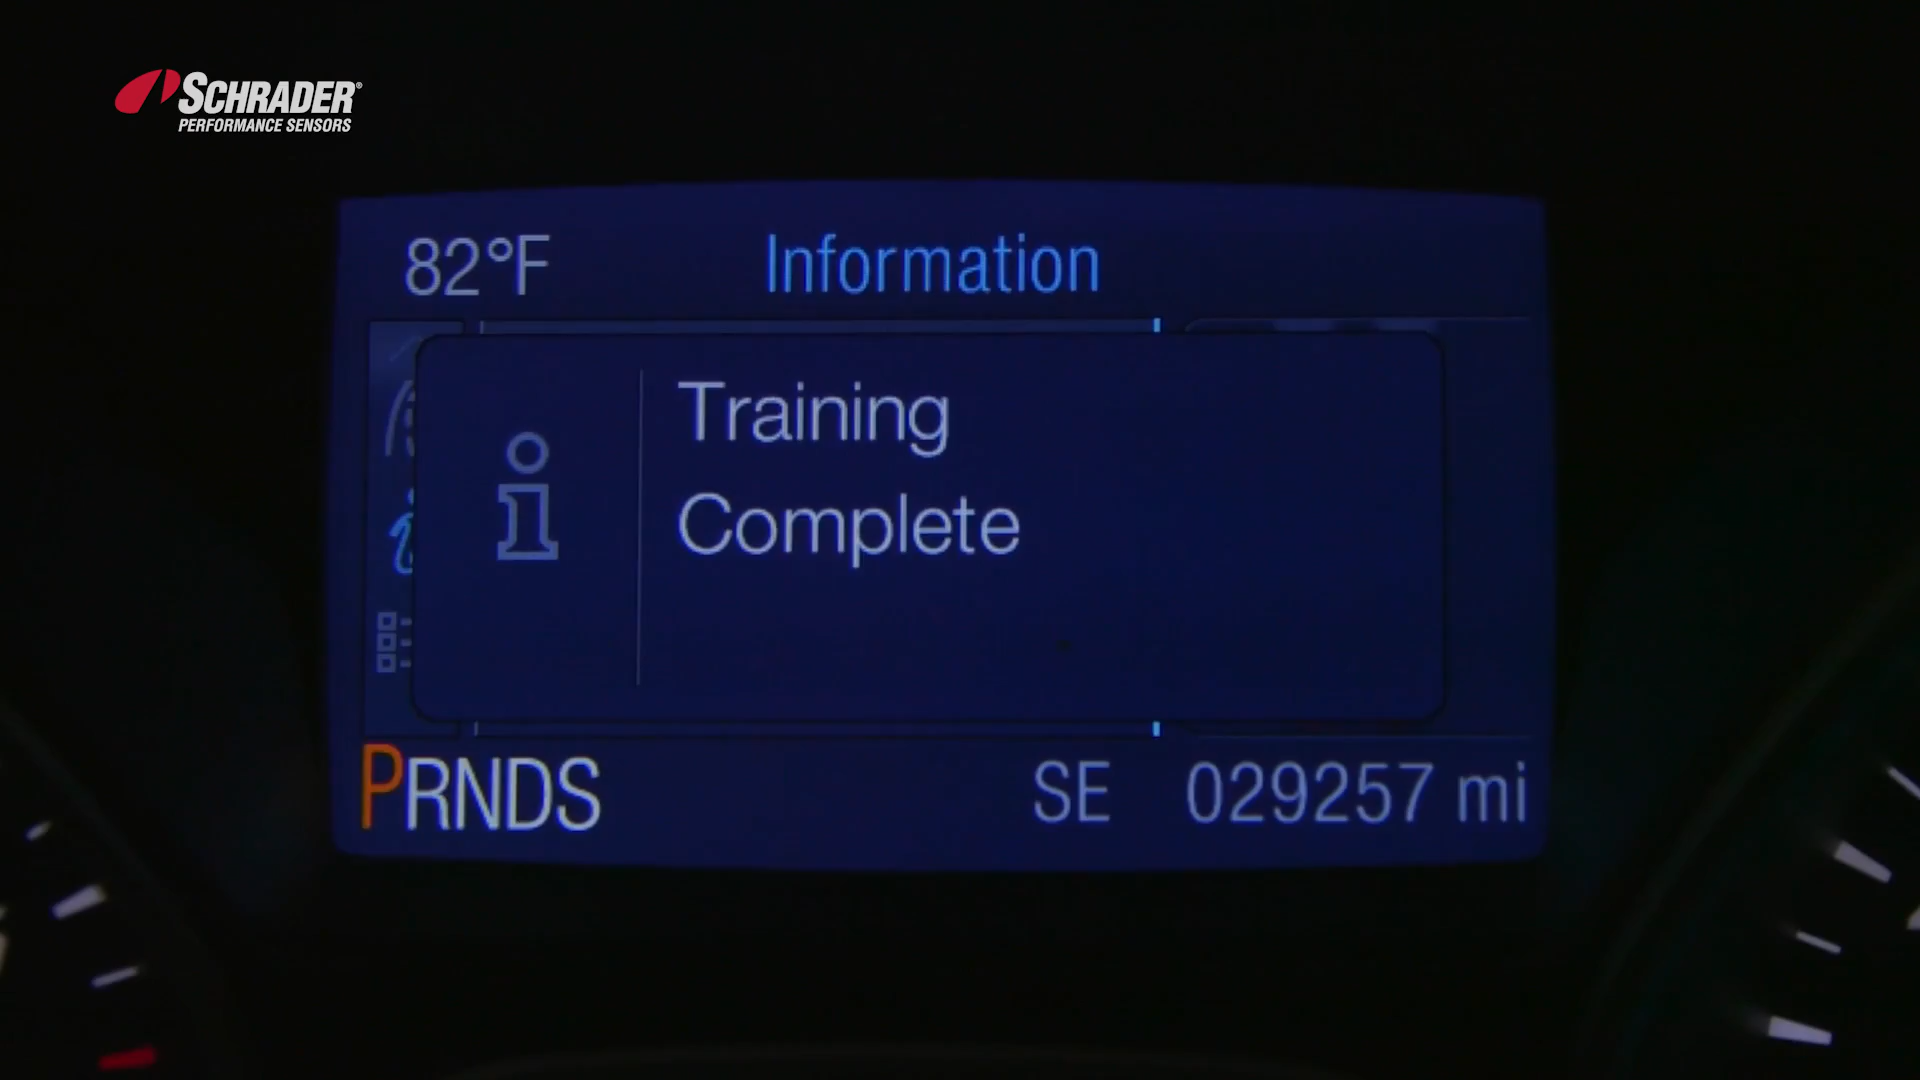 SCHRADER®
PERFORMANCE SENSORS
82°F Information
Training
Complete
PRNDS SE 029257 mi